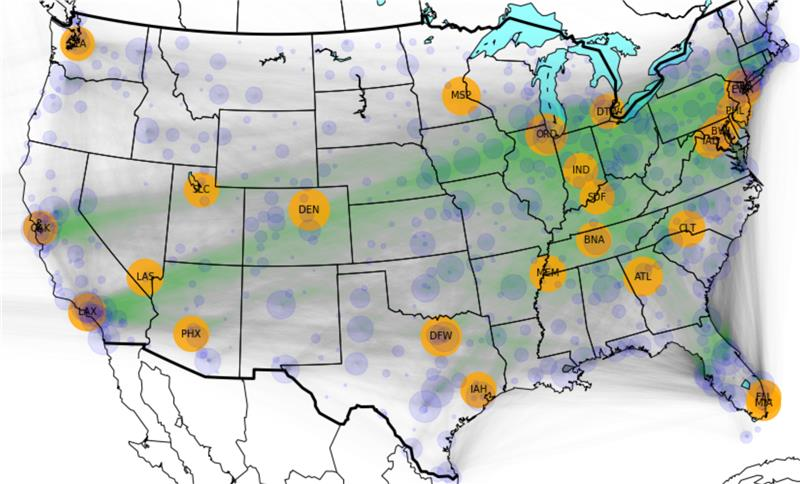 SEA
MSP
DTW
EWR
PHL
ORD
BWI
IAD
IND
SLC
SDF
DEN
OAK
CLT
BNA
MEM
ATL
LAS
LAX
PHX
DFW
IAH
FLL
MIA